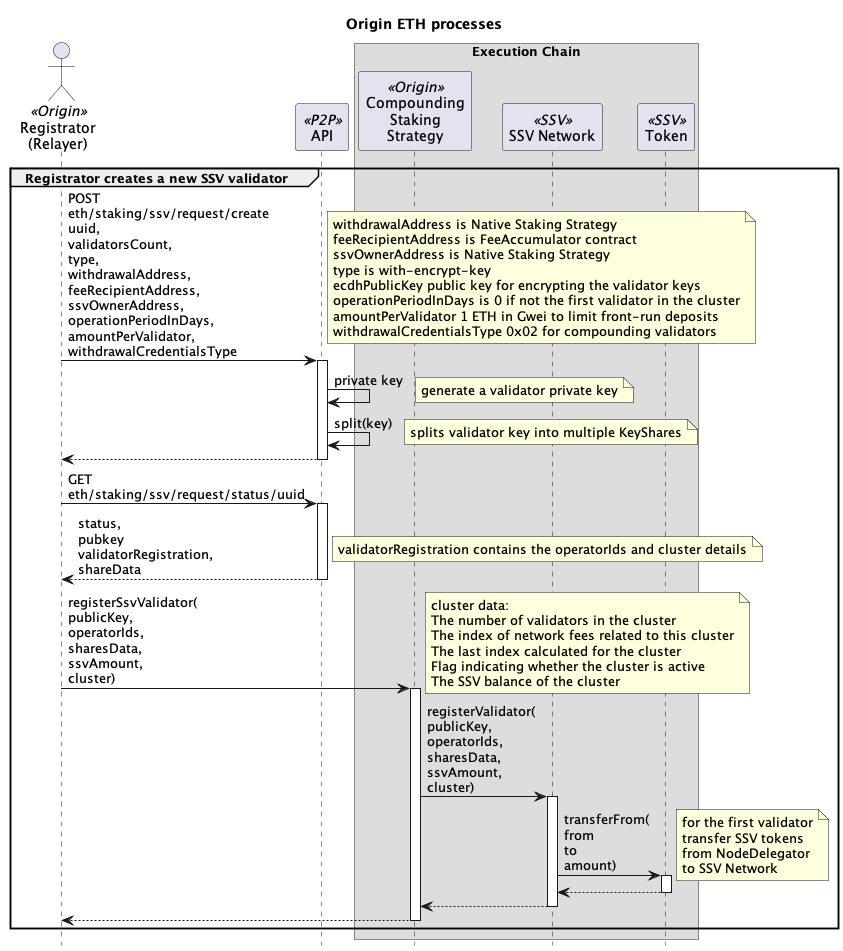 Origin ETH processes
Execution Chain
«Origin»
Registrator
(Relayer)
«P2P»
API
«Origin»
Compounding
Staking
Strategy
«SSV»
SSV Network
«SSV»
Token
Registrator creates a new SSV validator
POST
eth/staking/ssv/request/create
uuid,
validatorsCount,
type,
withdrawalAddress,
feeRecipientAddress,
ssvOwnerAddress,
operationPeriodInDays,
amountPerValidator,
withdrawalCredentialsType
withdrawalAddress is Native Staking Strategy
feeRecipientAddress is FeeAccumulator contract
ssvOwnerAddress is Native Staking Strategy
type is with-encrypt-key
ecdhPublicKey public key for encrypting the validator keys
operationPeriodInDays is 0 if not the first validator in the cluster
amountPerValidator 1 ETH in Gwei to limit front-run deposits
withdrawalCredentialsType 0x02 for compounding validators
private key
generate a validator private key
split(key)
splits validator key into multiple KeyShares
GET
eth/staking/ssv/request/status/uuid
status,
pubkey
validatorRegistration,
shareData
validatorRegistration contains the operatorIds and cluster details
registerSsvValidator(
publicKey,
operatorIds,
sharesData,
ssvAmount,
cluster)
cluster data:
The number of validators in the cluster
The index of network fees related to this cluster
The last index calculated for the cluster
Flag indicating whether the cluster is active
The SSV balance of the cluster
registerValidator(
publicKey,
operatorIds,
sharesData,
ssvAmount,
cluster)
transferFrom(
from
to
amount)
for the first validator
transfer SSV tokens
from NodeDelegator
to SSV Network